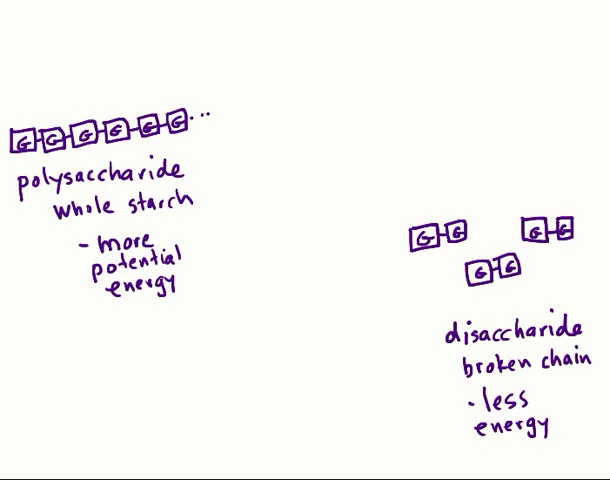 G-G-G-G-G-G...
polysaccharide
whole starch
- more
potential
energy
G-G
G-G
G-G
disaccharide
broken chain
- less
energy